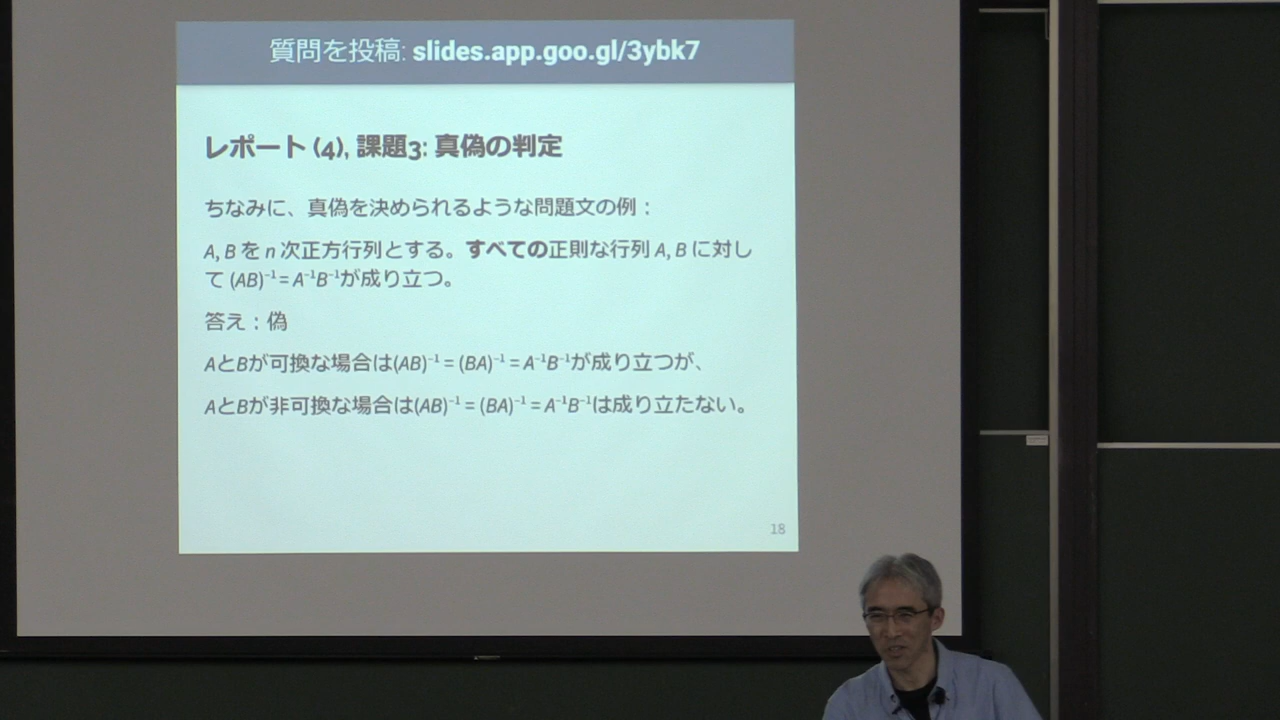 質問を投稿: slides.app.goo.gl/3ybk7
レポート (4), 課題3: 真偽の判定
ちなみに、真偽を決められるような問題文の例：
A, B を n 次正方行列とする。すべての正則な行列 A, B に対し
て (AB)⁻¹ = A⁻¹B⁻¹が成り立つ。
答え：偽
AとBが可換な場合は(AB)⁻¹ = (BA)⁻¹ = A⁻¹B⁻¹が成り立つが、
AとBが非可換な場合は(AB)⁻¹ = (BA)⁻¹ = A⁻¹B⁻¹は成り立たない。
18